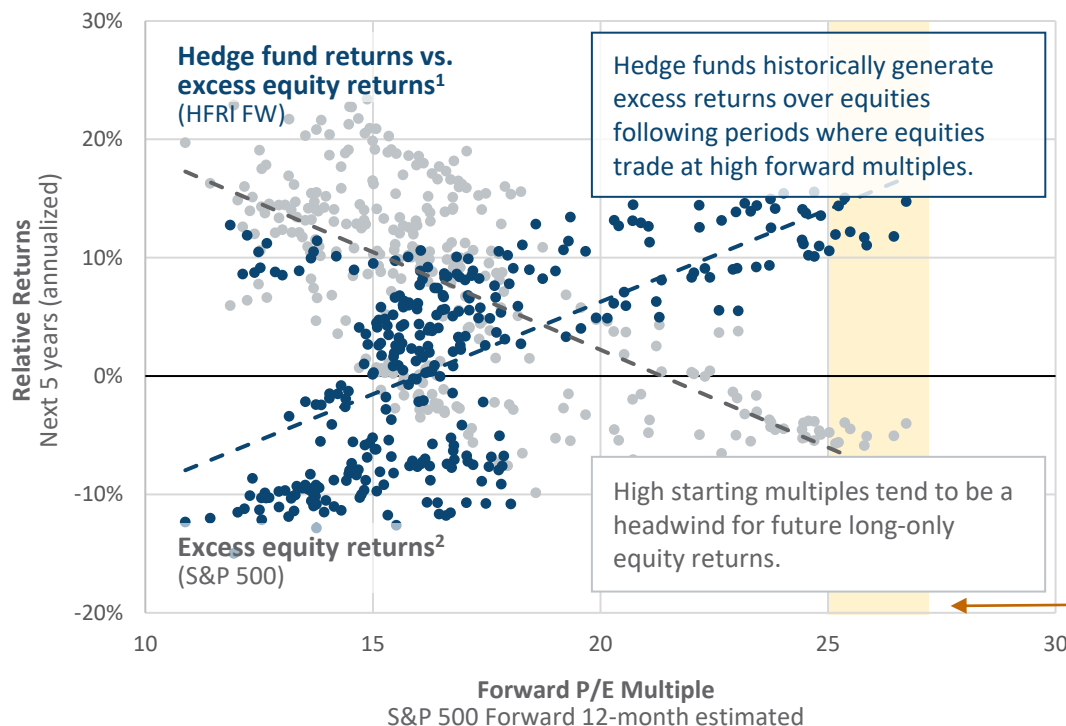 30%
20%
10%
0%
-10%
-20%
Relative Returns
Next 5 years (annualized)
Hedge fund returns vs.
excess equity returns¹
(HFRI FW)
Hedge funds historically generate
excess returns over equities
following periods where equities
trade at high forward multiples.
Excess equity returns²
(S&P 500)
High starting multiples tend to be a
headwind for future long-only
equity returns.
10
15
20
25
30
Forward P/E Multiple
S&P 500 Forward 12-month estimated